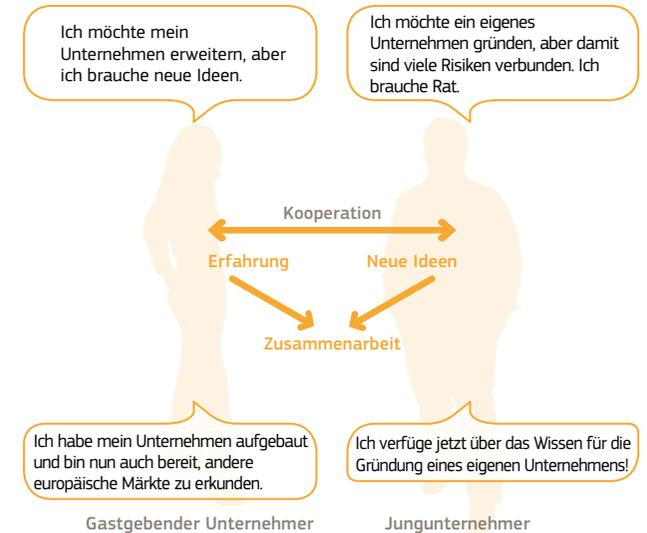 Ich möchte mein
Unternehmen erweitern, aber
ich brauche neue Ideen.
Ich möchte ein eigenes
Unternehmen gründen, aber damit
sind viele Risiken verbunden. Ich
brauche Rat.
Kooperation
Erfahrung
Neue Ideen
Zusammenarbeit
Ich habe mein Unternehmen aufgebaut
und bin nun auch bereit, andere
europäische Märkte zu erkunden.
Ich verfüge jetzt über das Wissen für die
Gründung eines eigenen Unternehmens!
Gastgebender Unternehmer
Jungunternehmer